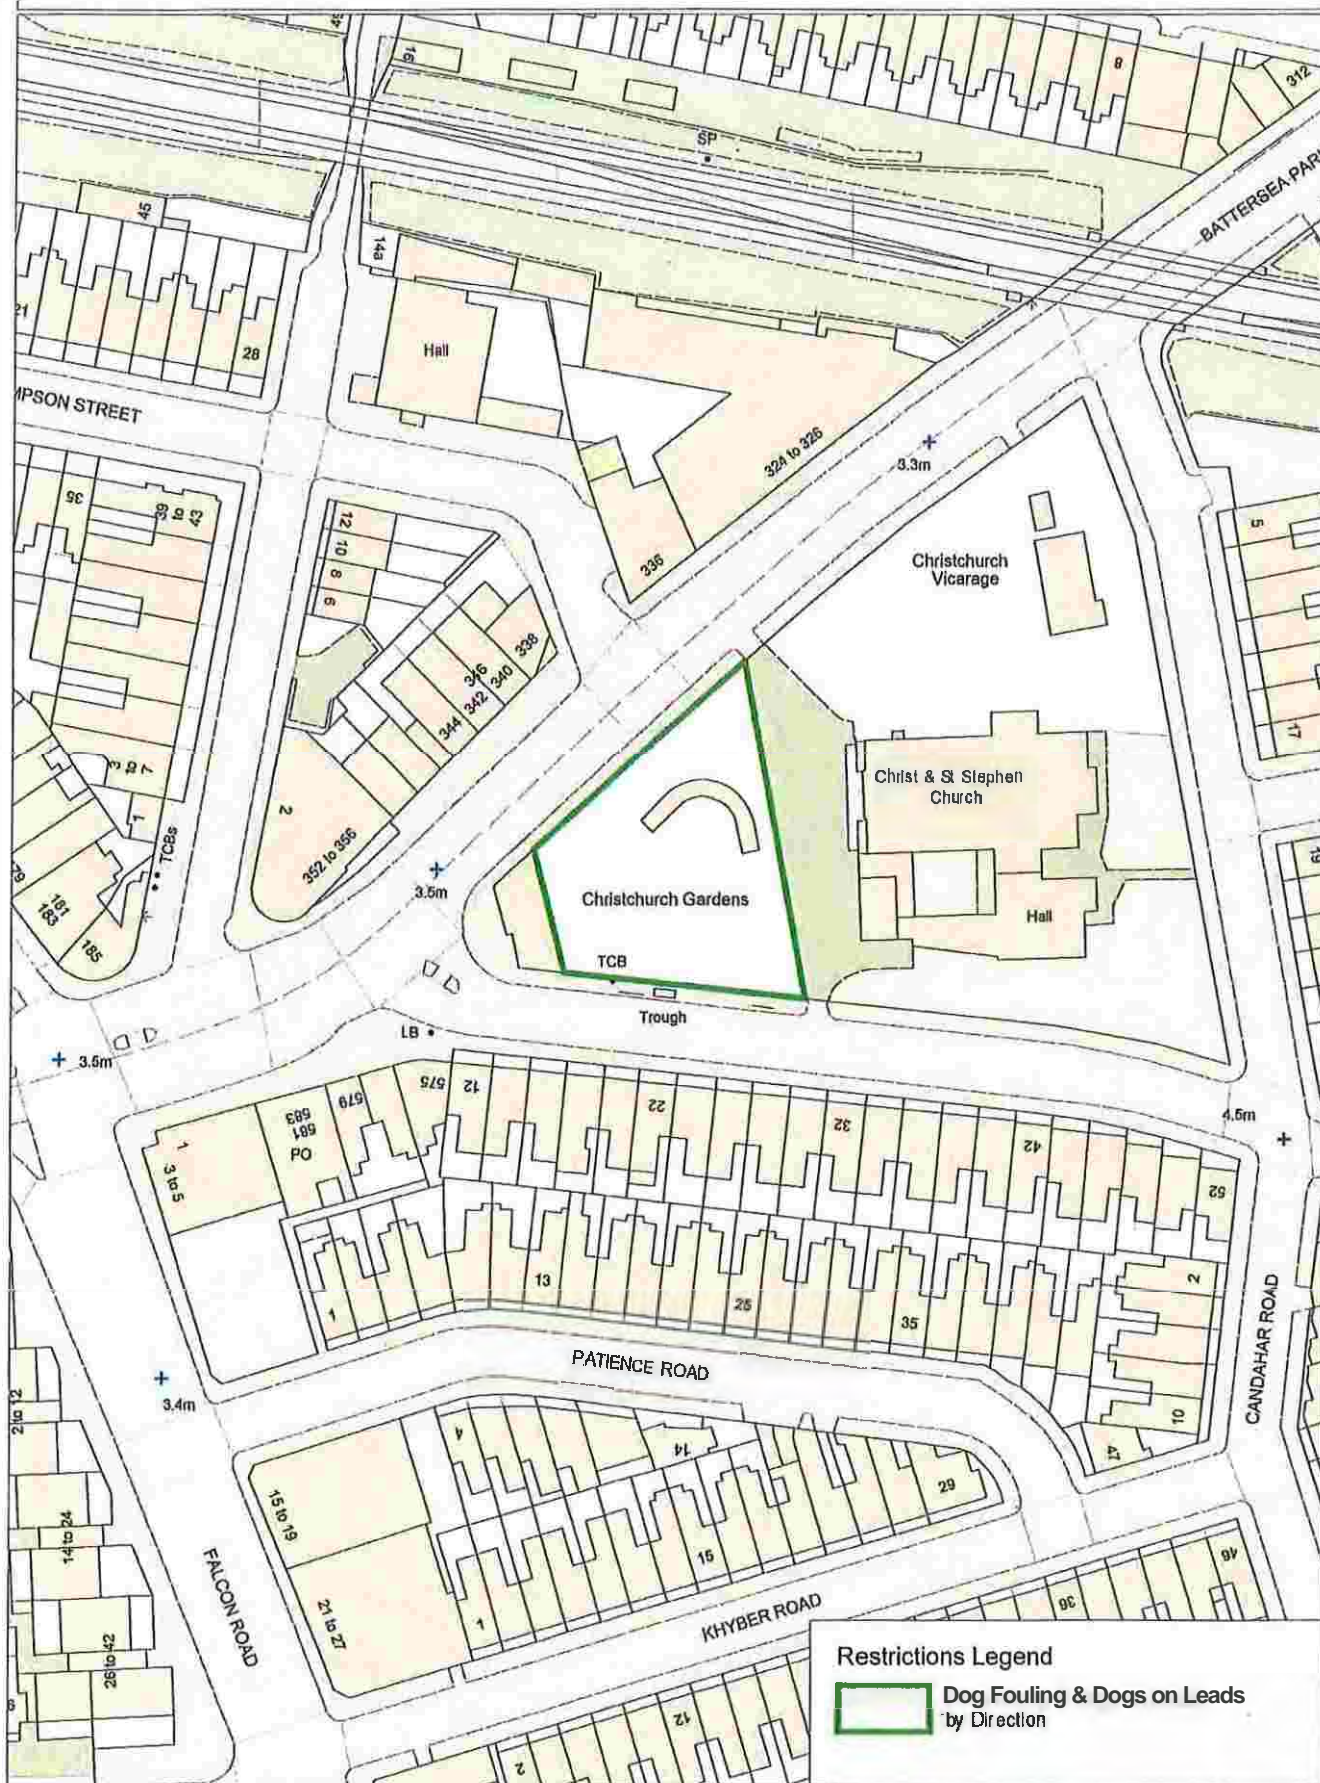 16
8
312
SP
BATTERSEA PAR
45
14a
21
28
Hall
MPSON STREET
324 to 326
3.3m
35
39
to
43
12
10
8
6
336
Christchurch
Vicarage
5
338
346
340
342
344
17
3
to
7
1
TCBs
2
352 to 356
Christ & St Stephen
Church
3.5m
Christchurch Gardens
Hall
19
79
181
183
185
TCB
Trough
LB
3.5m
4.5m
575
579
583
581
PO
12
22
32
42
52
1
3 to 5
1
13
25
35
2
10
47
PATIENCE ROAD
CANDAHAR ROAD
3.4m
2 to 12
4
14
29
15 to 19
14 to 24
15
1
21 to 27
FALCON ROAD
KHYBER ROAD
36
46
26 to 42
6
12
2
Restrictions Legend
Dog Fouling & Dogs on Leads
by Direction